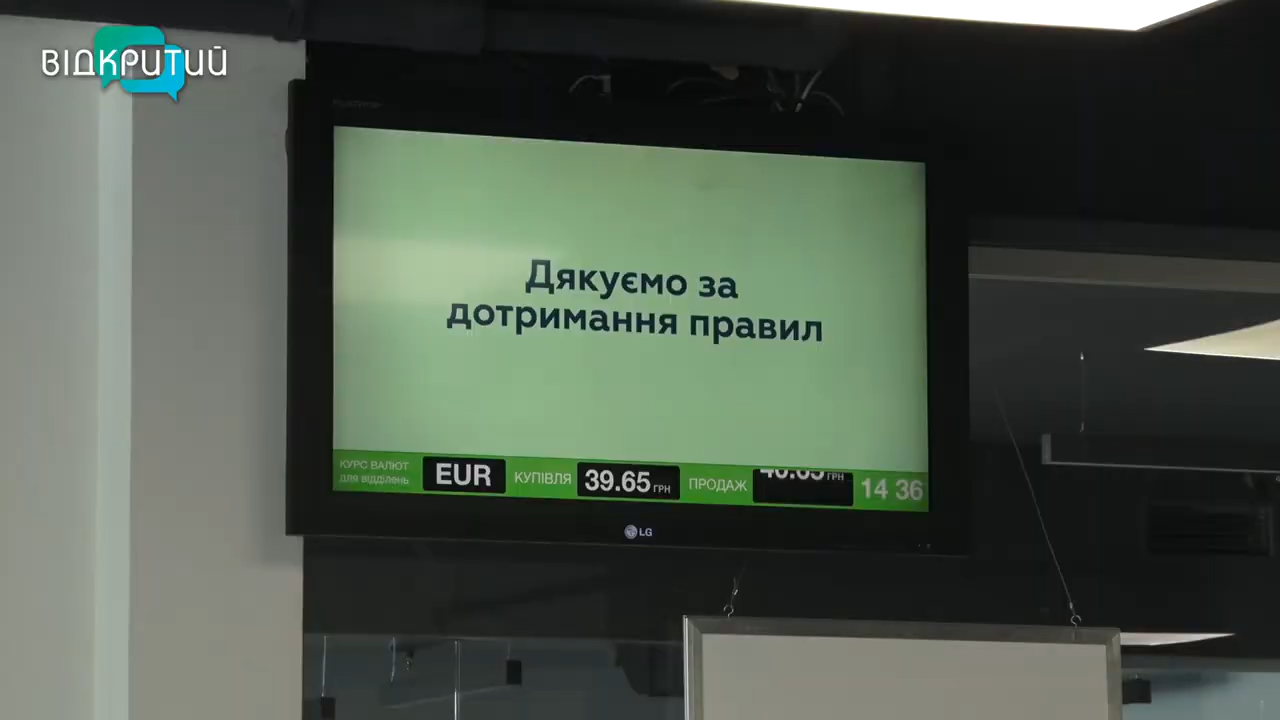 ВІДКРИТИЙ
Дякуємо за
дотримання правил
КУРС ВАЛЮТ
для відділень
EUR
КУПІВЛЯ
39.65 ГРН
ПРОДАЖ
ГРН
14 36
LG